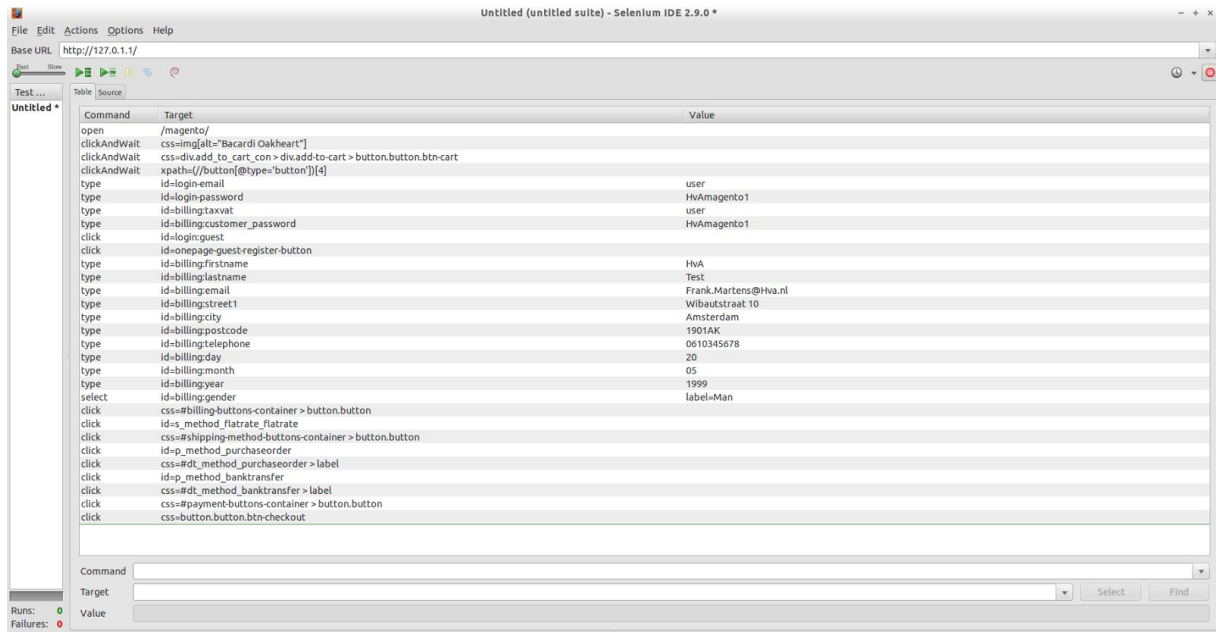 Untitled (untitled suite) - Selenium IDE 2.9.0 *
File Edit Actions Options Help
Base URL http://127.0.1.1/
Fast Slow
Test ... Table Source
Untitled *
Command Target Value
open /magento/
clickAndWait css=img[alt="Bacardi Oakheart"]
clickAndWait css=div.add_to_cart_con > div.add-to-cart > button.button.btn-cart
clickAndWait xpath=(//button[@type='button'])[4]
type id=login-email user
type id=login-password HvAmagento1
type id=billing:taxvat user
type id=billing:customer_password HvAmagento1
click id=login:guest
click id=onepage-guest-register-button
type id=billing:firstname HvA
type id=billing:lastname Test
type id=billing:email Frank.Martens@Hva.nl
type id=billing:street1 Wibautstraat 10
type id=billing:city Amsterdam
type id=billing:postcode 1901AK
type id=billing:telephone 0610345678
type id=billing:day 20
type id=billing:month 05
type id=billing:year 1999
select id=billing:gender label=Man
click css=#billing-buttons-container > button.button
click id=s_method_flatrate_flatrate
click css=#shipping-method-buttons-container > button.button
click id=p_method_purchaseorder
click css=#dt_method_purchaseorder > label
click id=p_method_banktransfer
click css=#dt_method_banktransfer > label
click css=#payment-buttons-container > button.button
click css=button.button.btn-checkout
Command
Target Select Find
Runs: 0 Value
Failures: 0